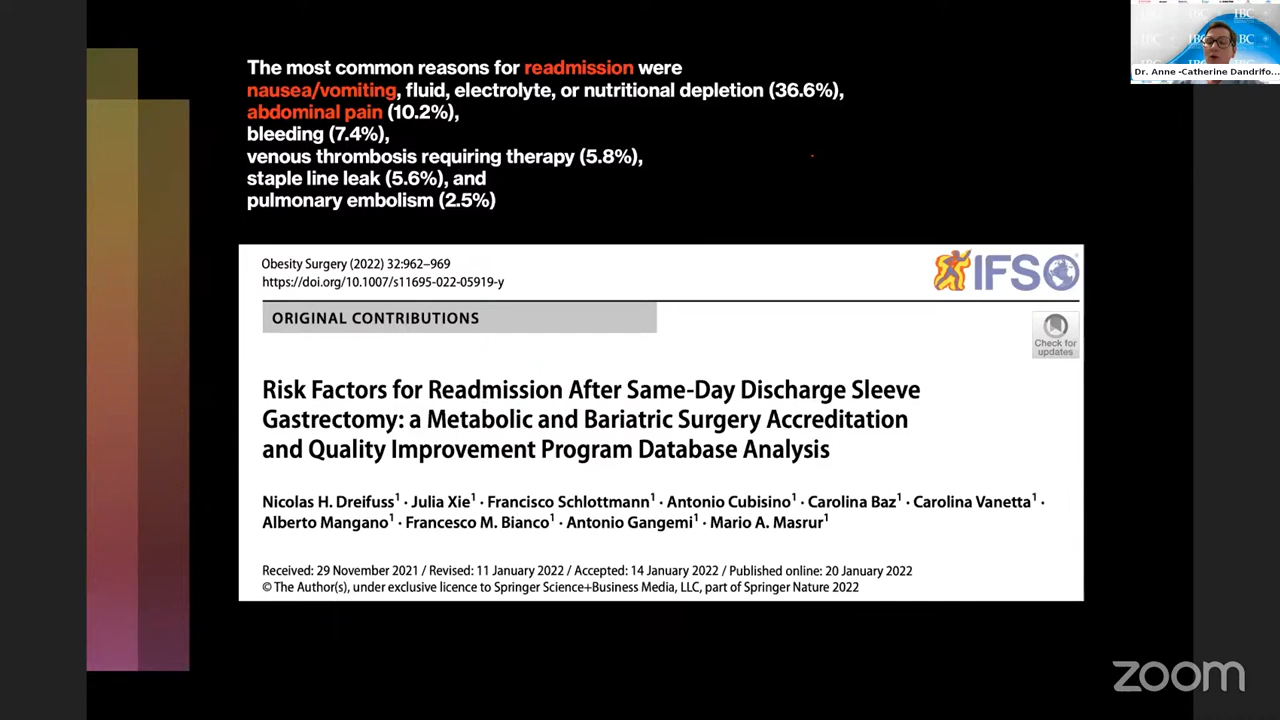 The most common reasons for readmission were
nausea/vomiting, fluid, electrolyte, or nutritional depletion (36.6%),
abdominal pain (10.2%),
bleeding (7.4%),
venous thrombosis requiring therapy (5.8%),
staple line leak (5.6%), and
pulmonary embolism (2.5%)
IBC
BC
Dr. Anne -Catherine Dandrifo...
Obesity Surgery (2022) 32:962–969
https://doi.org/10.1007/s11695-022-05919-y
IFSO
ORIGINAL CONTRIBUTIONS
Check for
updates
Risk Factors for Readmission After Same-Day Discharge Sleeve
Gastrectomy: a Metabolic and Bariatric Surgery Accreditation
and Quality Improvement Program Database Analysis
Nicolas H. Dreifuss1 · Julia Xie1 · Francisco Schlottmann1 · Antonio Cubisino1 · Carolina Baz1 · Carolina Vanetta1 ·
Alberto Mangano1 · Francesco M. Bianco1 · Antonio Gangemi1 · Mario A. Masrur1
Received: 29 November 2021 / Revised: 11 January 2022 / Accepted: 14 January 2022 / Published online: 20 January 2022
© The Author(s), under exclusive licence to Springer Science+Business Media, LLC, part of Springer Nature 2022
zoom